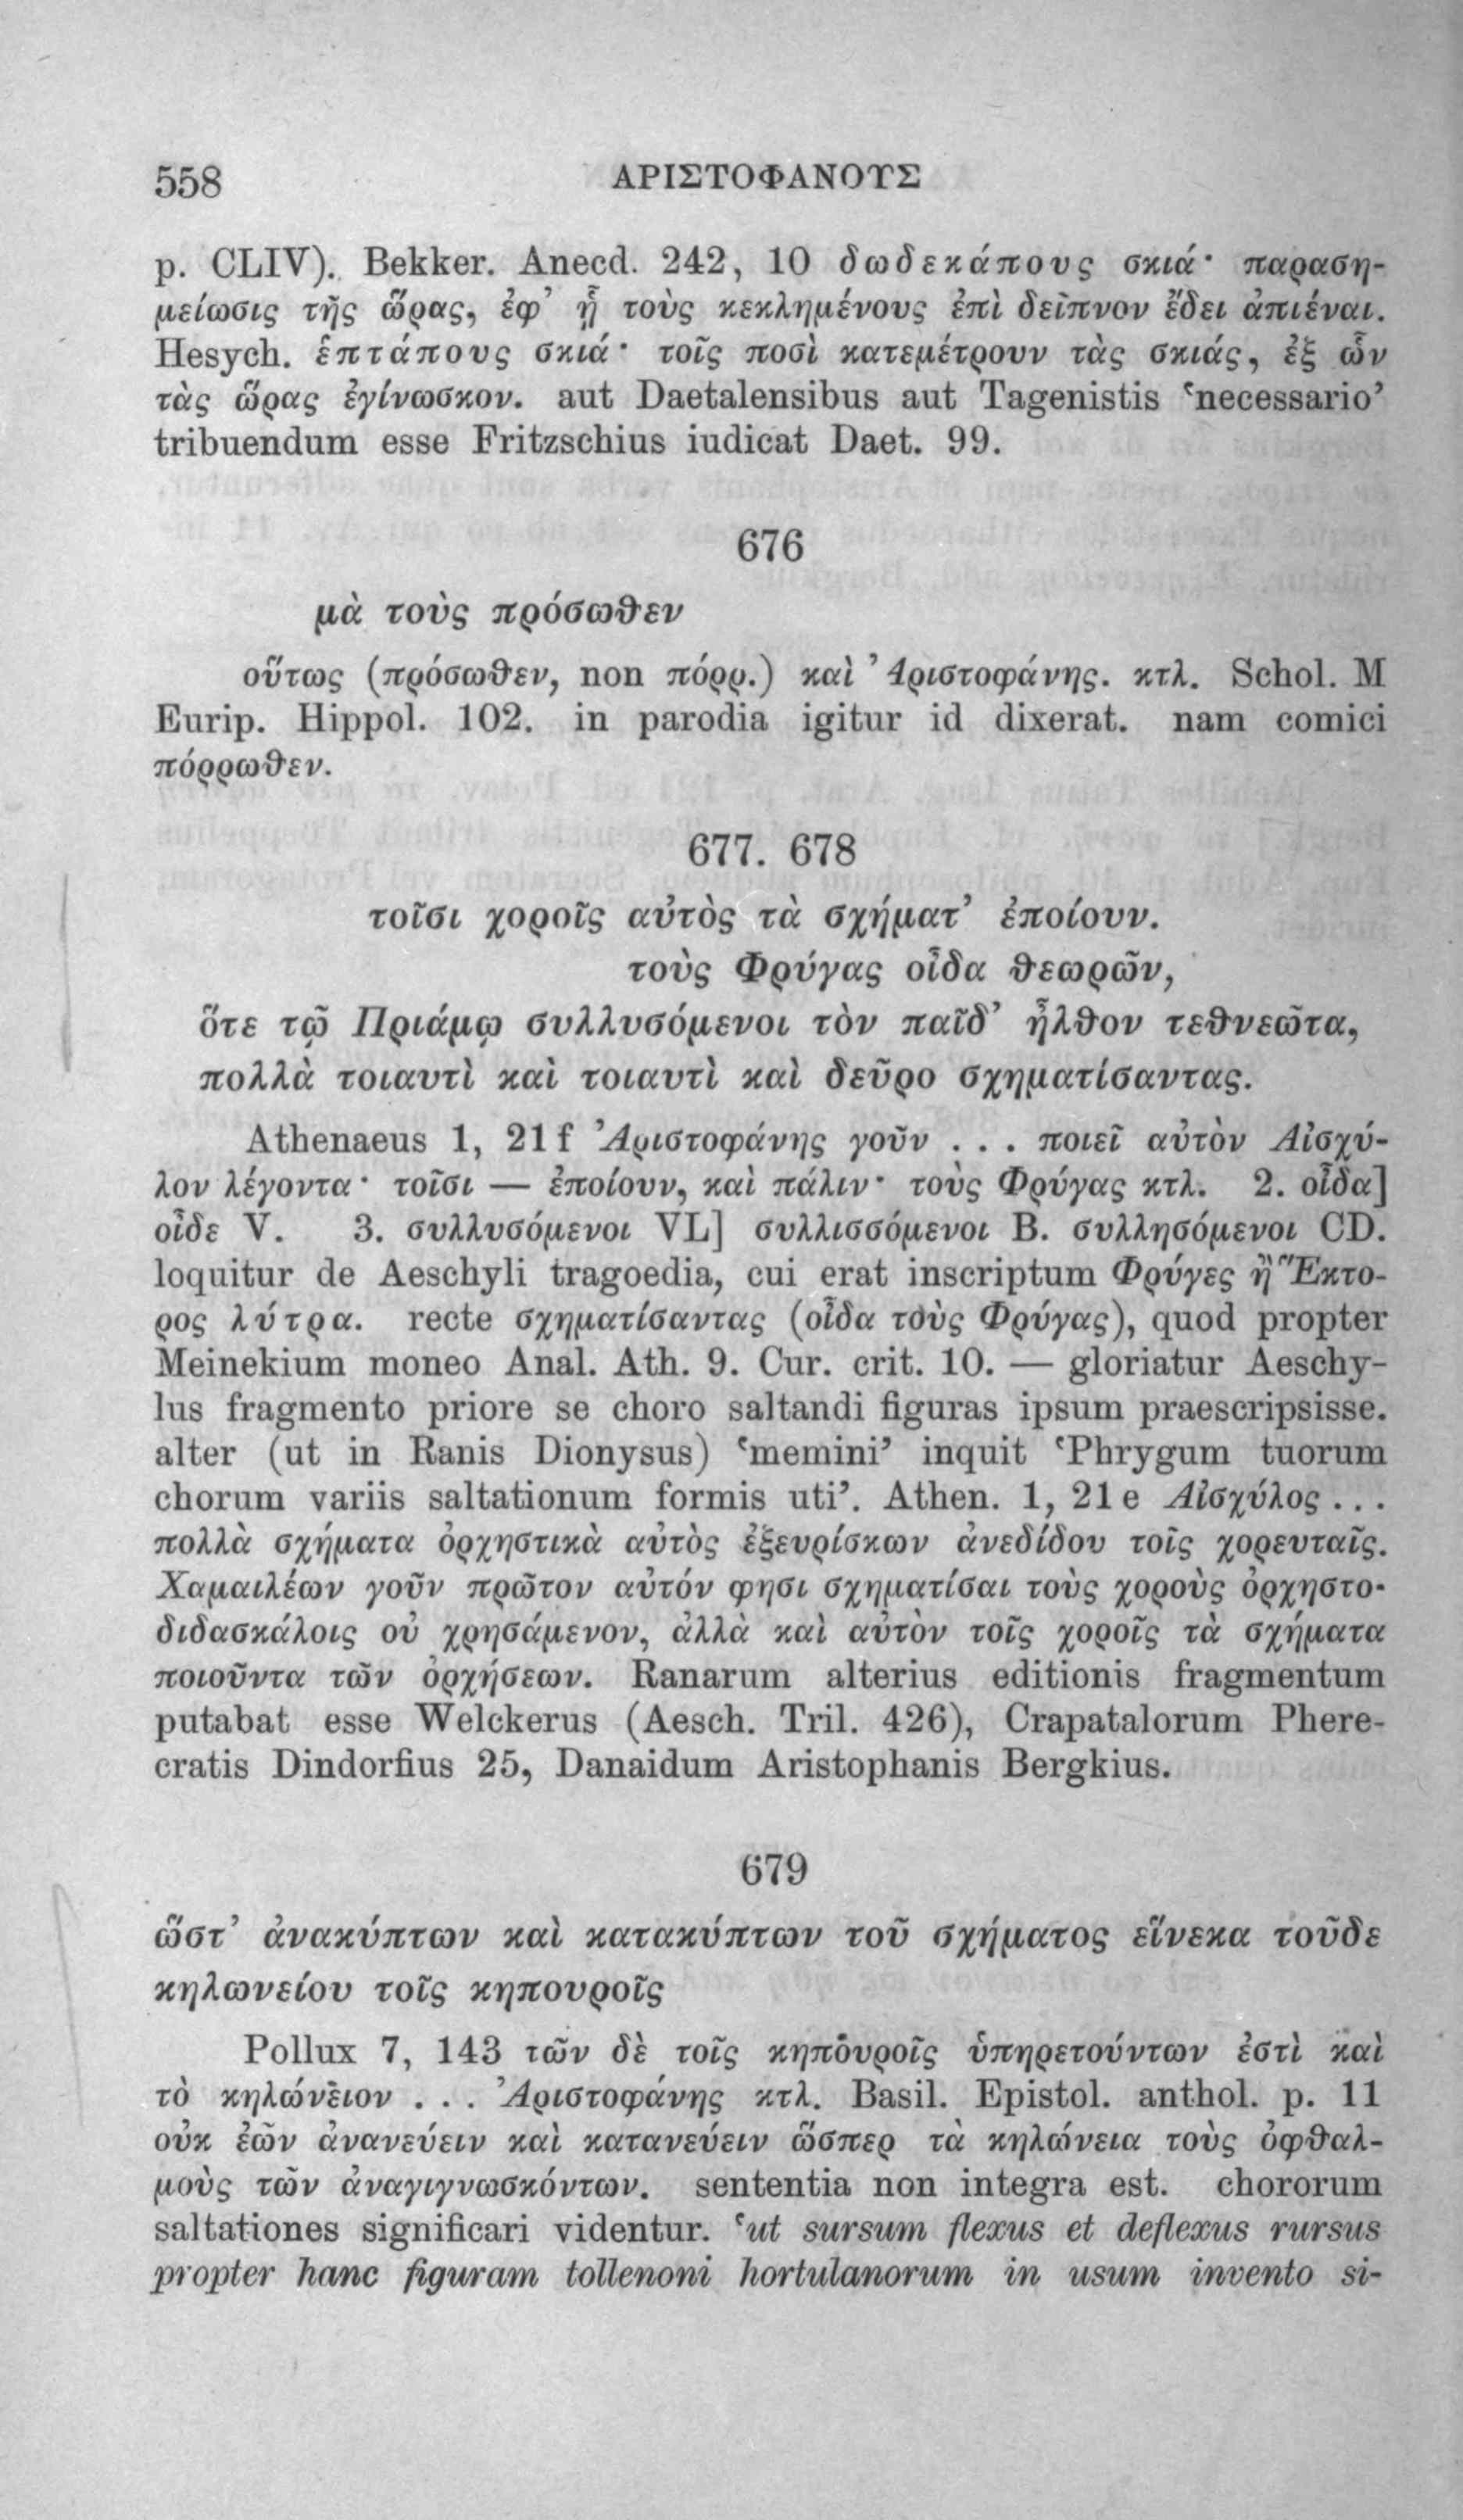 558
ΑΡΙΣΤΟΦΑΝΟΥΣ
p. CLIV). Bekker. Anecd. 242, 10 δωδεκάπους σκιά· παραση-
μείωσις τῆς ὥρας, ἐφ’ ᾗ τοὺς κεκλημένους ἐπὶ δεῖπνον ἔδει ἀπιέναι.
Hesych. ἑπτάπους σκιά· τοῖς ποσὶ κατεμέτρουν τὰς σκιάς, ἐξ ὧν
τὰς ὥρας ἐγίνωσκον. aut Daetalensibus aut Tagenistis ‘necessario’
tribuendum esse Fritzschius iudicat Daet. 99.
676
μὰ τοὺς πρόσωθεν
οὕτως (πρόσωθεν, non πόρρ.) καὶ Ἀριστοφάνης. κτλ. Schol. M
Eurip. Hippol. 102. in parodia igitur id dixerat. nam comici
πόρρωθεν.
677. 678
τοῖσι χοροῖς αὐτὸς τὰ σχήματ’ ἐποίουν.
τοὺς Φρύγας οἶδα θεωρῶν,
ὅτε τῷ Πριάμῳ συλλυσόμενοι τὸν παῖδ’ ἦλθον τεθνεῶτα,
πολλὰ τοιαυτὶ καὶ τοιαυτὶ καὶ δεῦρο σχηματίσαντας.
Athenaeus 1, 21 f Ἀριστοφάνης γοῦν . . . ποιεῖ αὐτὸν Αἰσχύ-
λον λέγοντα· τοῖσι — ἐποίουν, καὶ πάλιν· τοὺς Φρύγας κτλ. 2. οἶδα]
οἶδε V. 3. συλλυσόμενοι VL] συλλισσόμενοι B. συλλησόμενοι CD.
loquitur de Aeschyli tragoedia, cui erat inscriptum Φρύγες ἢ Ἕκτο-
ρος λύτρα. recte σχηματίσαντας (οἶδα τοὺς Φρύγας), quod propter
Meinekium moneo Anal. Ath. 9. Cur. crit. 10. — gloriatur Aeschy-
lus fragmento priore se choro saltandi figuras ipsum praescripsisse.
alter (ut in Ranis Dionysus) ‘memini’ inquit ‘Phrygum tuorum
chorum variis saltationum formis uti’. Athen. 1, 21 e Αἰσχύλος . . .
πολλὰ σχήματα ὀρχηστικὰ αὐτὸς ἐξευρίσκων ἀνεδίδου τοῖς χορευταῖς.
Χαμαιλέων γοῦν πρῶτον αὐτόν φησι σχηματίσαι τοὺς χοροὺς ὀρχηστο-
διδασκάλοις οὐ χρησάμενον, ἀλλὰ καὶ αὐτὸν τοῖς χοροῖς τὰ σχήματα
ποιοῦντα τῶν ὀρχήσεων. Ranarum alterius editionis fragmentum
putabat esse Welckerus (Aesch. Tril. 426), Crapatalorum Phere-
cratis Dindorfius 25, Danaidum Aristophanis Bergkius.
679
ὥστ’ ἀνακύπτων καὶ κατακύπτων τοῦ σχήματος εἵνεκα τοῦδε
κηλωνείου τοῖς κηπουροῖς
Pollux 7, 143 τῶν δὲ τοῖς κηπουροῖς ὑπηρετούντων ἐστὶ καὶ
τὸ κηλώνειον . . . Ἀριστοφάνης κτλ. Basil. Epistol. anthol. p. 11
οὐκ ἐῶν ἀνανεύειν καὶ κατανεύειν ὥσπερ τὰ κηλώνεια τοὺς ὀφθαλ-
μοὺς τῶν ἀναγιγνωσκόντων. sententia non integra est. chororum
saltationes significari videntur. ‘ut sursum flexus et deflexus rursus
propter hanc figuram tollenoni hortulanorum in usum invento si-